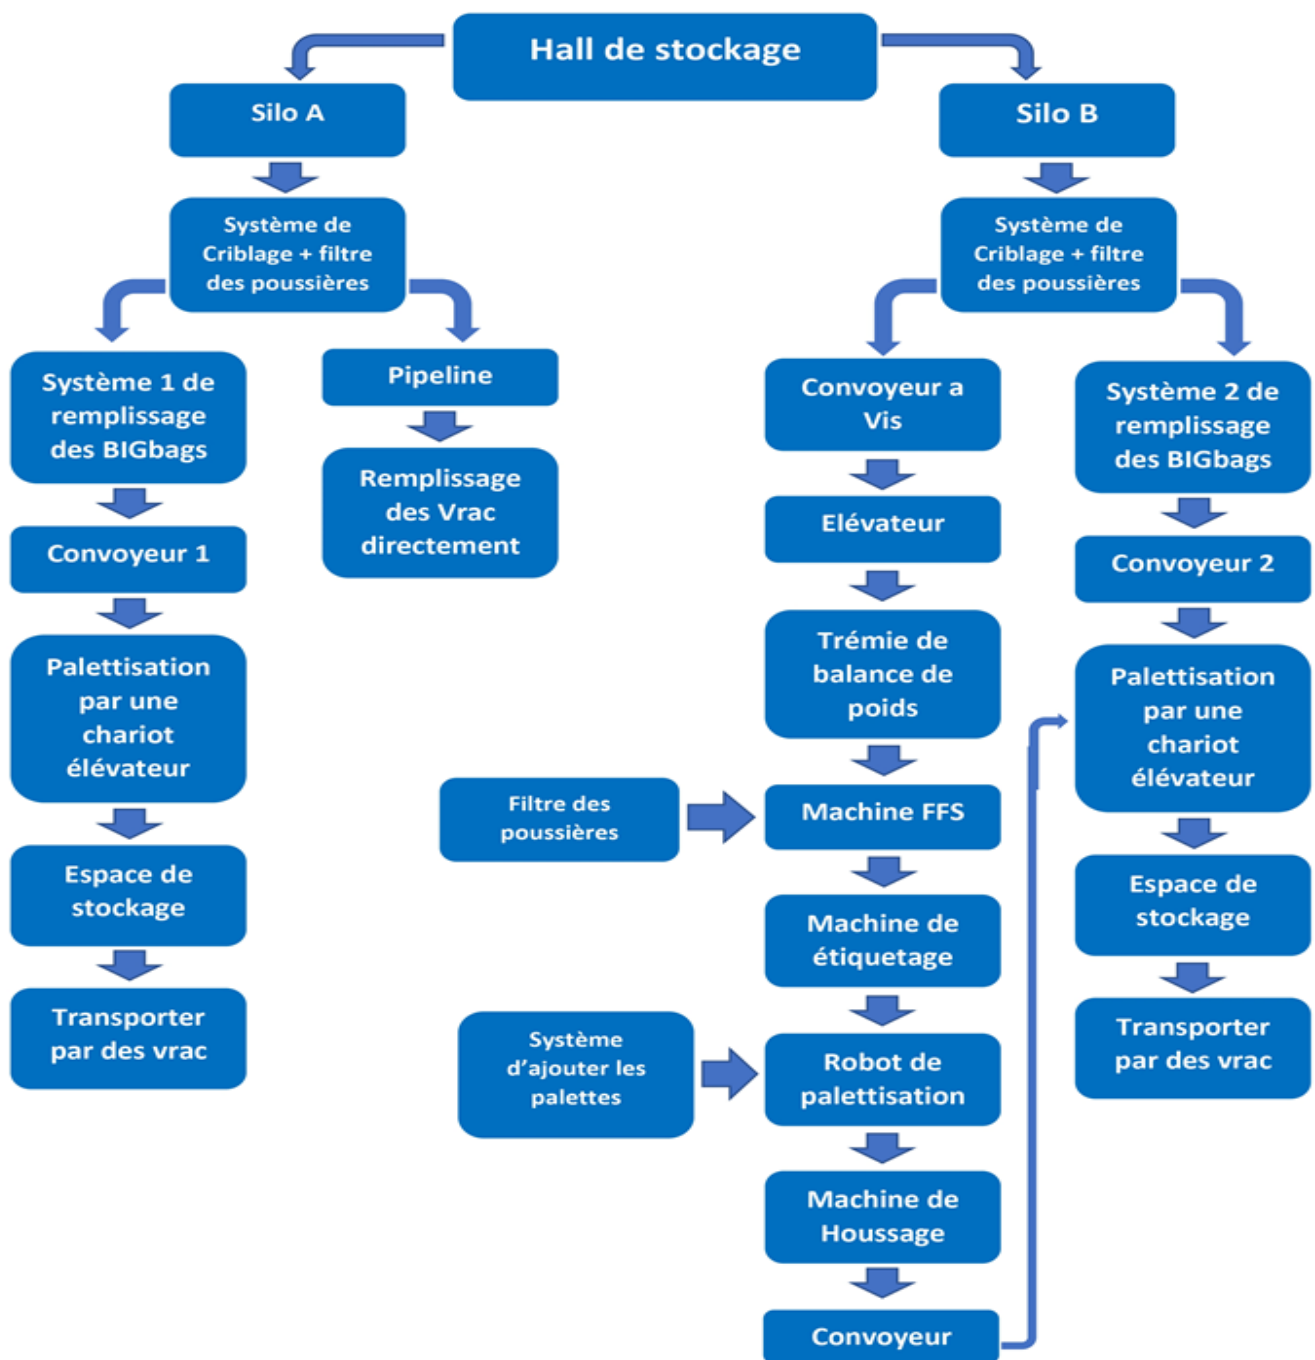 Hall de stockage
Silo A
Silo B
Système de
Criblage + filtre
des poussières
Système de
Criblage + filtre
des poussières
Système 1 de
remplissage
des BIGbags
Pipeline
Convoyeur a
Vis
Système 2 de
remplissage
des BIGbags
Remplissage
des Vrac
directement
Elévateur
Convoyeur 1
Convoyeur 2
Palettisation
par une
chariot
élévateur
Trémie de
balance de
poids
Palettisation
par une
chariot
élévateur
Filtre des
poussières
Machine FFS
Espace de
stockage
Espace de
stockage
Machine de
étiquetage
Transporter
par des vrac
Transporter
par des vrac
Système
d’ajouter les
palettes
Robot de
palettisation
Machine de
Houssage
Convoyeur